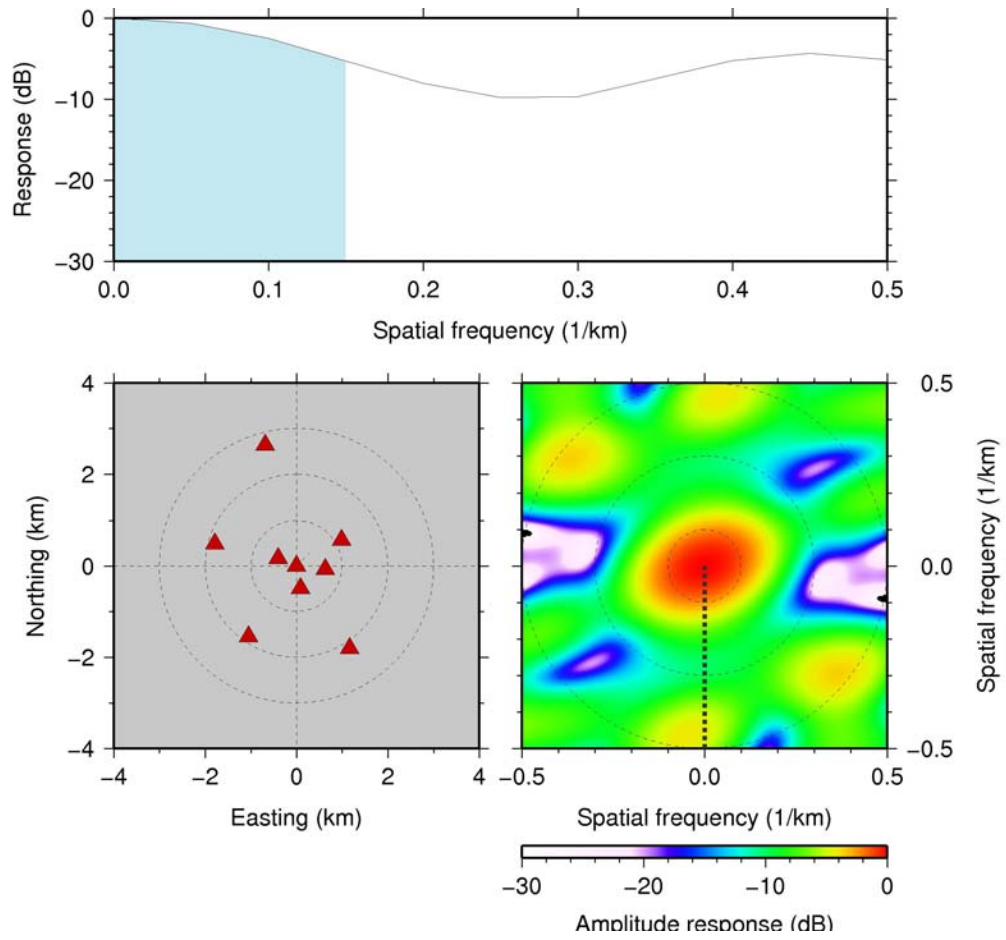 0
−10
−20
−30
Response (dB)
0.0 0.1 0.2 0.3 0.4 0.5
Spatial frequency (1/km)
4
2
0
−2
−4
Northing (km)
−4 −2 0 2 4
Easting (km)
0.5
0.0
−0.5
Spatial frequency (1/km)
−0.5 0.0 0.5
Spatial frequency (1/km)
−30 −20 −10 0
Amplitude response (dB)